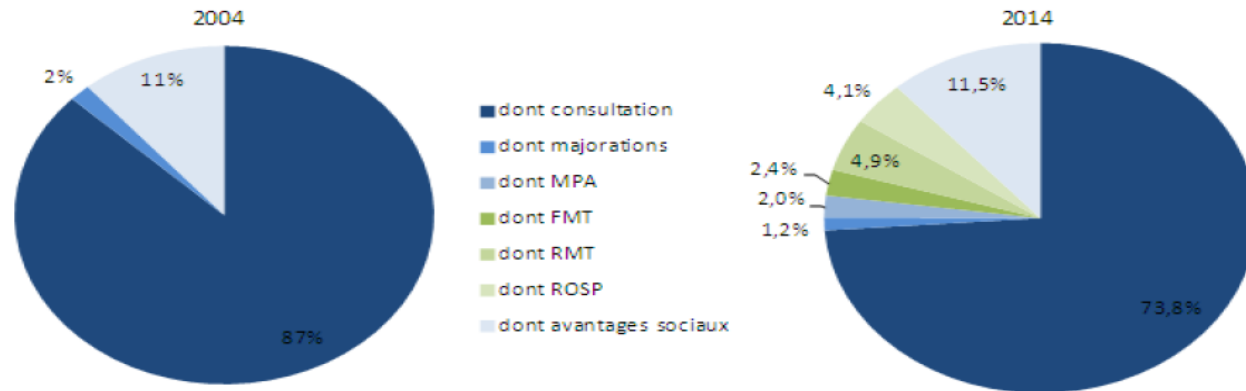 2004
2%
11%
87%
dont consultation
dont majorations
dont MPA
dont FMT
dont RMT
dont ROSP
dont avantages sociaux
2014
4,1%
11,5%
4,9%
2,4%
2,0%
1,2%
73,8%